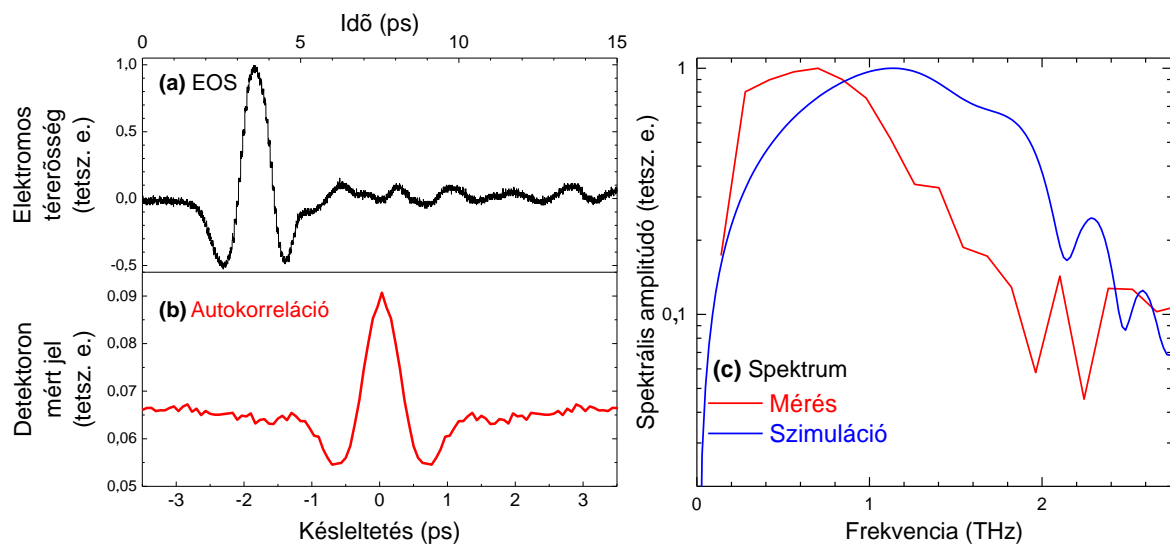 Idõ (ps)
0 5 10 15
1,0
0,5
0,0
-0,5
(a) EOS
Elektromos
térerősség
(tetsz. e.)
0.09
0,08
0,07
0,06
0,05
(b) Autokorreláció
Detektoron
mért jel
(tetsz. e.)
-3 -2 -1 0 1 2 3
Késleltetés (ps)
1
0,1
Spektrális amplitúdó (tetsz. e.)
(c) Spektrum
Mérés
Szimuláció
0 1 2
Frekvencia (THz)